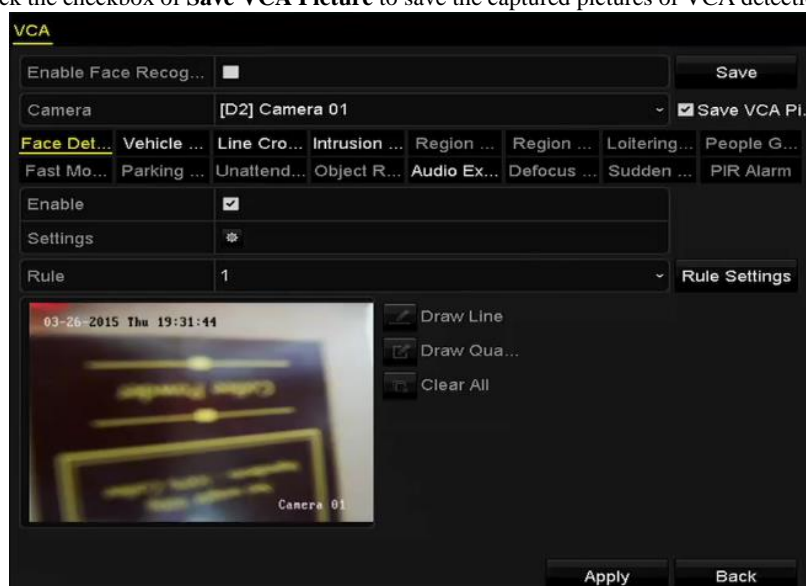 ck the checkbox of Save VCA Picture to save the captured pictures of VCA detectio
VCA
Enable Face Recog...
Save
Camera [D2] Camera 01
Save VCA Pi.
Face Det... Vehicle ... Line Cro... Intrusion ... Region ... Region ... Loitering... People G...
Fast Mo... Parking ... Unattend... Object R... Audio Ex... Defocus ... Sudden ... PIR Alarm
Enable
Settings
Rule 1
Rule Settings
03-26-2015 Thu 19:31:44
Draw Line
Draw Qua...
Clear All
Camera 01
Apply Back